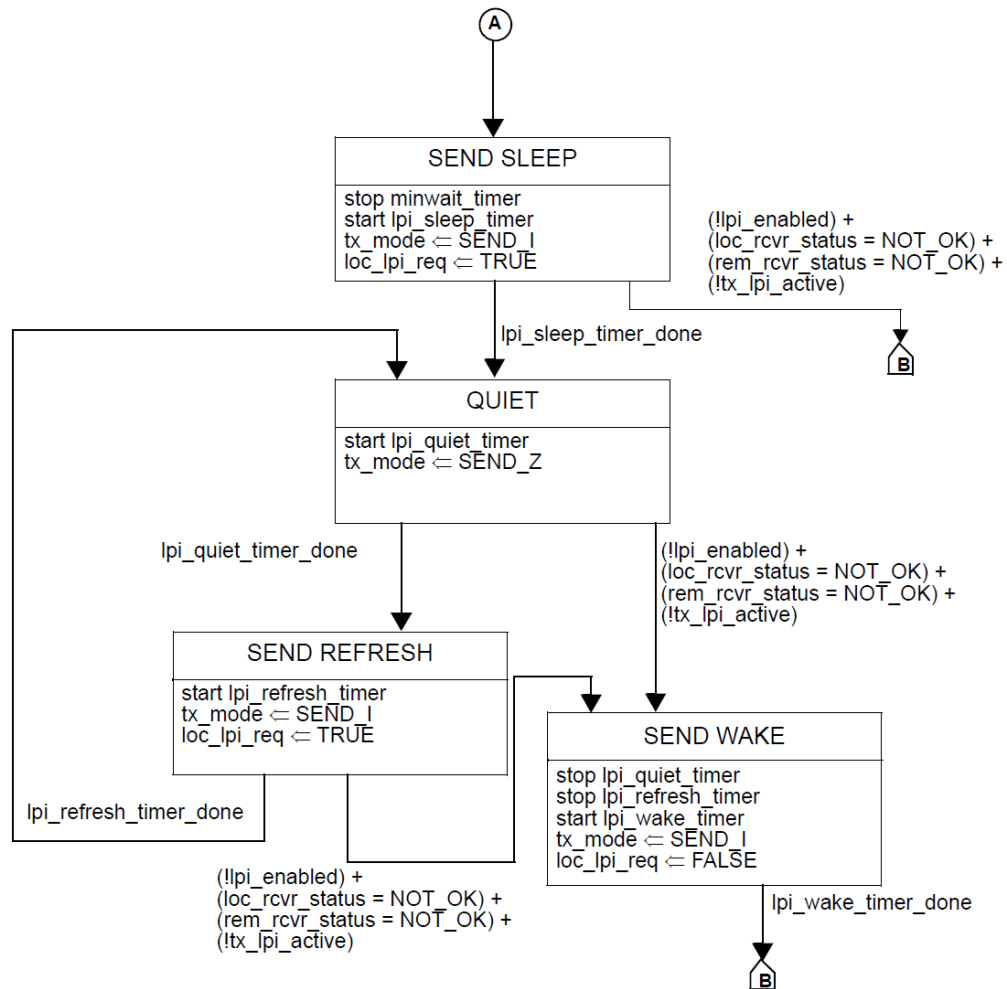 A
SEND SLEEP
stop minwait_timer
start lpi_sleep_timer
tx_mode ⇐ SEND_I
loc_lpi_req ⇐ TRUE
(!lpi_enabled) +
(loc_rcvr_status = NOT_OK) +
(rem_rcvr_status = NOT_OK) +
(!tx_lpi_active)
lpi_sleep_timer_done
B
QUIET
start lpi_quiet_timer
tx_mode ⇐ SEND_Z
lpi_quiet_timer_done
(!lpi_enabled) +
(loc_rcvr_status = NOT_OK) +
(rem_rcvr_status = NOT_OK) +
(!tx_lpi_active)
SEND REFRESH
start lpi_refresh_timer
tx_mode ⇐ SEND_I
loc_lpi_req ⇐ TRUE
SEND WAKE
stop lpi_quiet_timer
stop lpi_refresh_timer
start lpi_wake_timer
tx_mode ⇐ SEND_I
loc_lpi_req ⇐ FALSE
lpi_refresh_timer_done
(!lpi_enabled) +
(loc_rcvr_status = NOT_OK) +
(rem_rcvr_status = NOT_OK) +
(!tx_lpi_active)
lpi_wake_timer_done
B